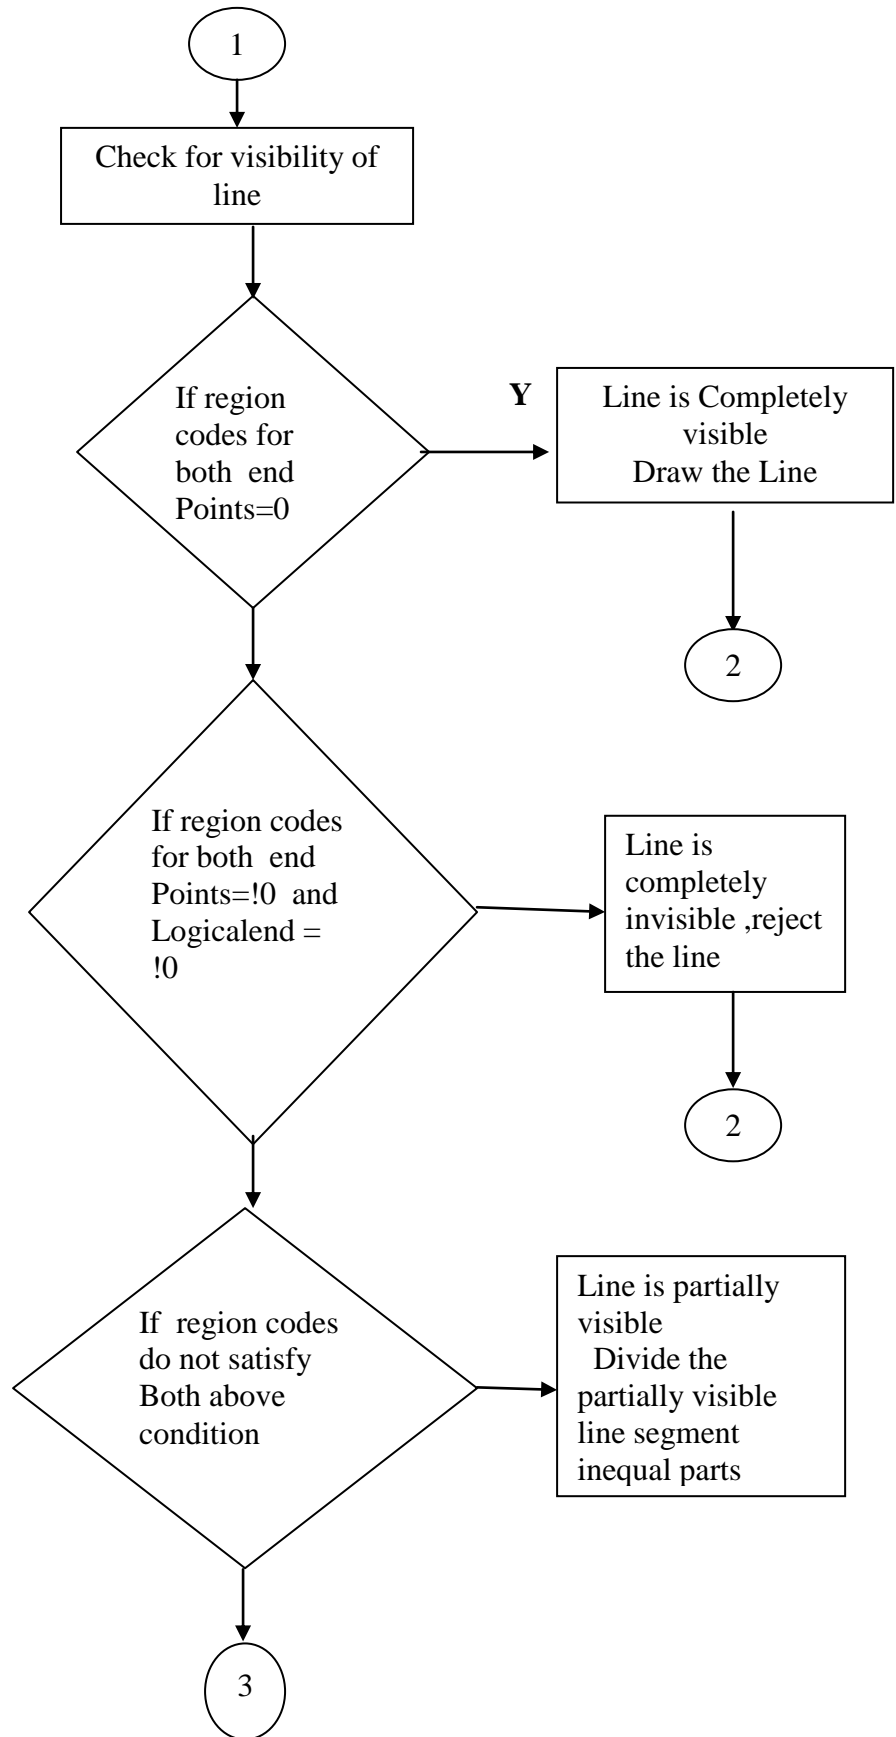 1
Check for visibility of
line
If region
codes for
both end
Points=0
Y
Line is Completely
visible
Draw the Line
2
If region codes
for both end
Points=!0 and
Logicalend =
!0
Line is
completely
invisible ,reject
the line
2
If region codes
do not satisfy
Both above
condition
Line is partially
visible
Divide the
partially visible
line segment
inequal parts
3